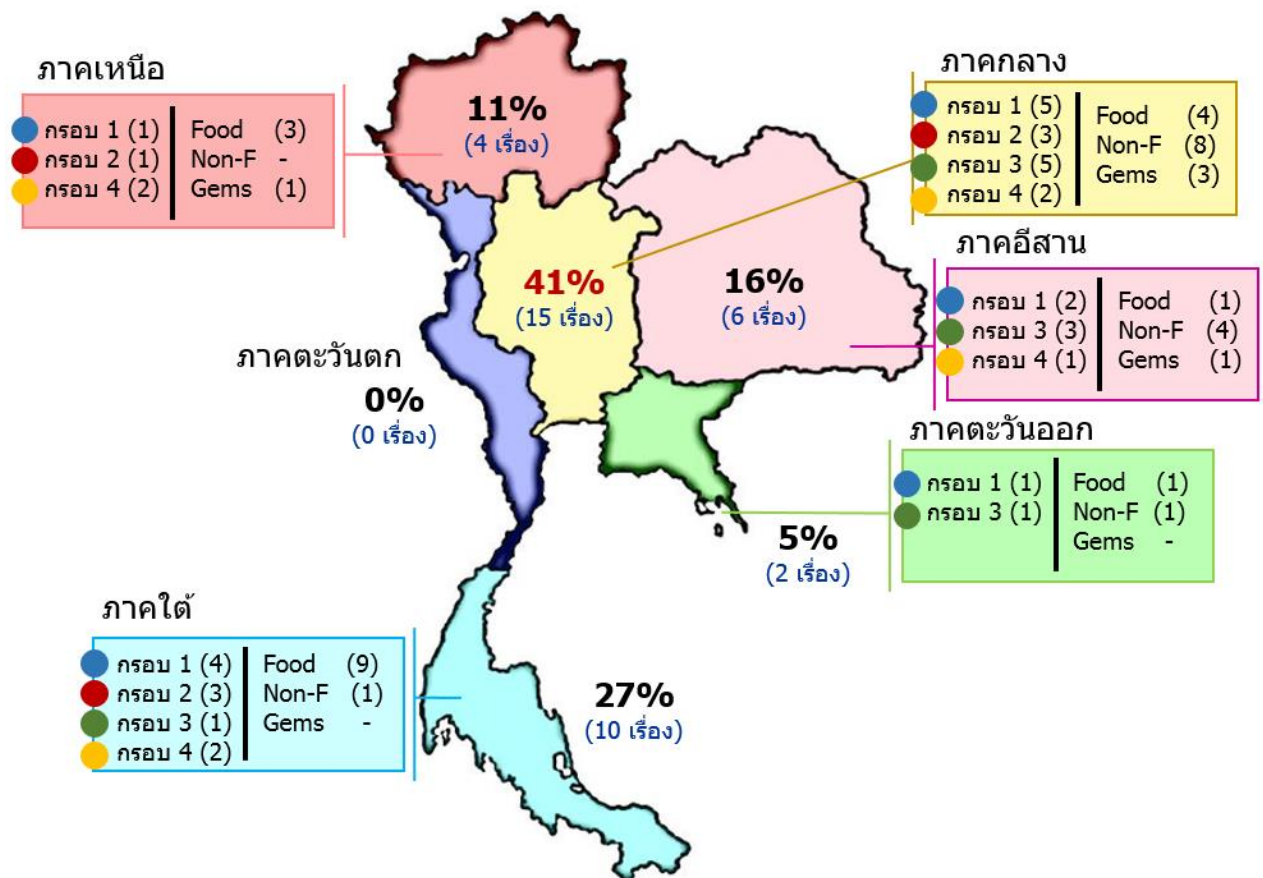 ภาคเหนือ
กรอบ 1 (1) Food (3)
กรอบ 2 (1) Non-F -
กรอบ 4 (2) Gems (1)
11%
(4 เรื่อง)
ภาคกลาง
กรอบ 1 (5)
กรอบ 2 (3)
กรอบ 3 (5)
กรอบ 4 (2)
Food (4)
Non-F (8)
Gems (3)
41%
(15 เรื่อง)
16%
(6 เรื่อง)
ภาคอีสาน
กรอบ 1 (2) Food (1)
กรอบ 3 (3) Non-F (4)
กรอบ 4 (1) Gems (1)
ภาคตะวันตก
0%
(0 เรื่อง)
ภาคตะวันออก
กรอบ 1 (1) Food (1)
กรอบ 3 (1) Non-F (1)
Gems -
5%
(2 เรื่อง)
ภาคใต้
กรอบ 1 (4) Food (9)
กรอบ 2 (3) Non-F (1)
กรอบ 3 (1) Gems -
กรอบ 4 (2)
27%
(10 เรื่อง)